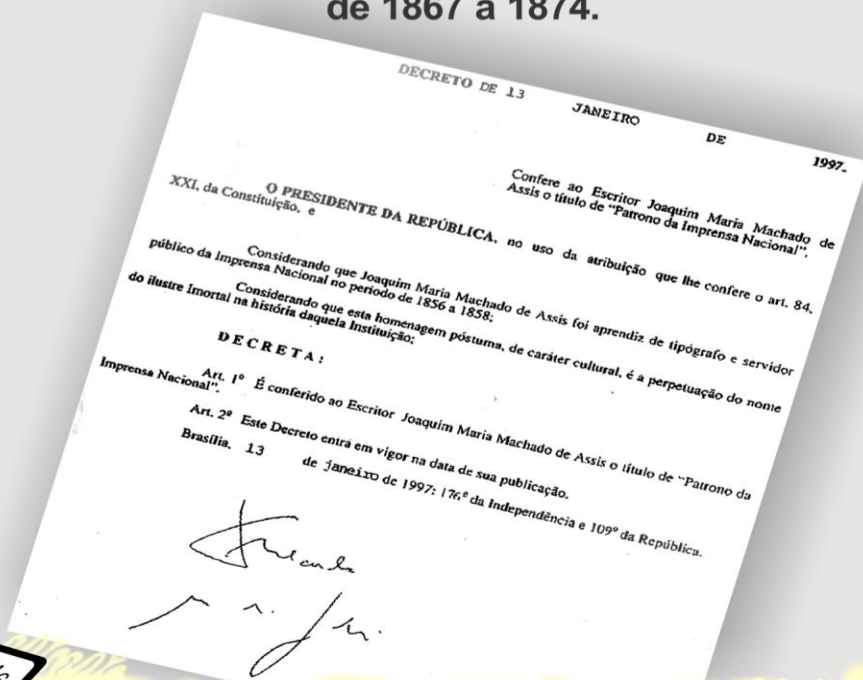 de 1867 a 1874.
DECRETO DE 13 JANEIRO DE 1997.
Confere ao Escritor Joaquim Maria Machado de
Assis o título de "Patrono da Imprensa Nacional".
O PRESIDENTE DA REPÚBLICA, no uso da atribuição que lhe confere o art. 84,
XXI, da Constituição, e
Considerando que Joaquim Maria Machado de Assis foi aprendiz de tipógrafo e servidor
público da Imprensa Nacional no período de 1856 a 1858;
Considerando que esta homenagem póstuma, de caráter cultural, é a perpetuação do nome
do ilustre Imortal na história daquela Instituição;
DECRETA:
Art. 1º É conferido ao Escritor Joaquim Maria Machado de Assis o título de "Patrono da
Imprensa Nacional".
Art. 2º Este Decreto entra em vigor na data de sua publicação.
Brasília, 13 de janeiro de 1997; 176º da Independência e 109º da República.